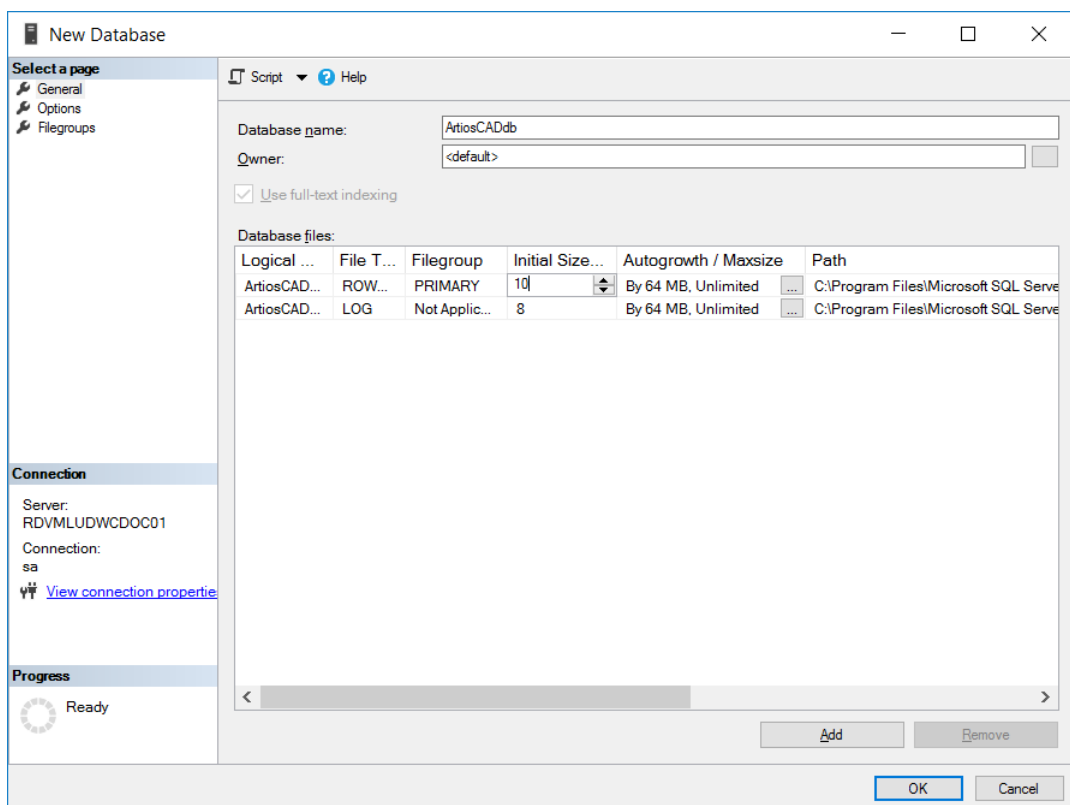 New Database
Select a page
General
Options
Filegroups
Script Help
Database name: ArtiosCADdb
Owner: <default>
Use full-text indexing
Database files:
Logical ... File T... Filegroup Initial Size... Autogrowth / Maxsize Path
ArtiosCAD... ROW... PRIMARY 10 By 64 MB, Unlimited ... C:\Program Files\Microsoft SQL Serve
ArtiosCAD... LOG Not Applic... 8 By 64 MB, Unlimited ... C:\Program Files\Microsoft SQL Serve
Connection
Server:
RDVMLUDWCDOC01
Connection:
sa
View connection propertie
Progress
Ready
Add Remove
OK Cancel